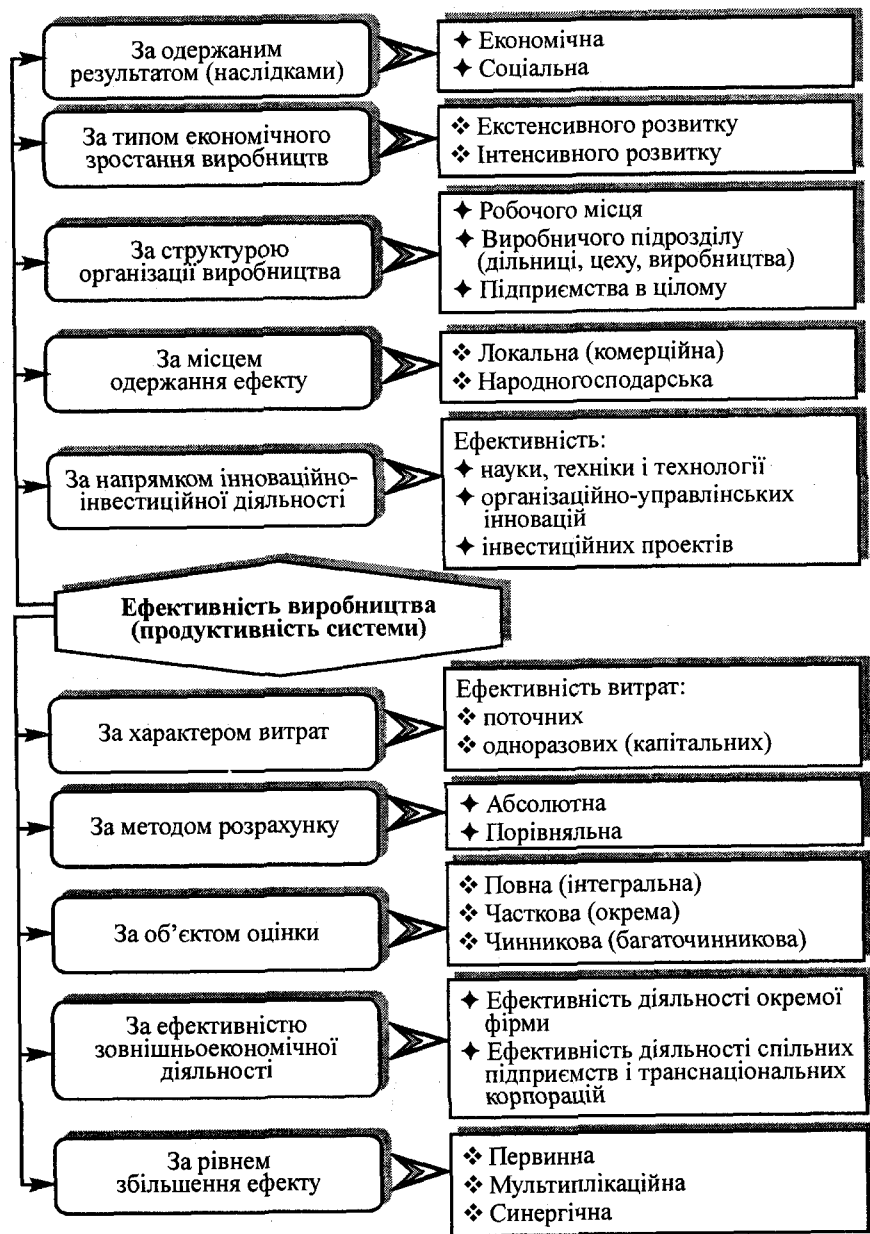 За одержаним
результатом (наслідками)
✦ Економічна
✦ Соціальна
За типом економічного
зростання виробництв
❖ Екстенсивного розвитку
❖ Інтенсивного розвитку
За структурою
організації виробництва
✦ Робочого місця
✦ Виробничого підрозділу
(дільниці, цеху, виробництва)
✦ Підприємства в цілому
За місцем
одержання ефекту
❖ Локальна (комерційна)
❖ Народногосподарська
За напрямком інноваційно-
інвестиційної діяльності
Ефективність:
✦ науки, техніки і технології
✦ організаційно-управлінських
інновацій
✦ інвестиційних проектів
Ефективність виробництва
(продуктивність системи)
За характером витрат
Ефективність витрат:
❖ поточних
❖ одноразових (капітальних)
За методом розрахунку
✦ Абсолютна
✦ Порівняльна
За об’єктом оцінки
❖ Повна (інтегральна)
❖ Часткова (окрема)
❖ Чинникова (багаточинникова)
За ефективністю
зовнішньоекономічної
діяльності
✦ Ефективність діяльності окремої
фірми
✦ Ефективність діяльності спільних
підприємств і транснаціональних
корпорацій
За рівнем
збільшення ефекту
❖ Первинна
❖ Мультиплікаційна
❖ Синергічна